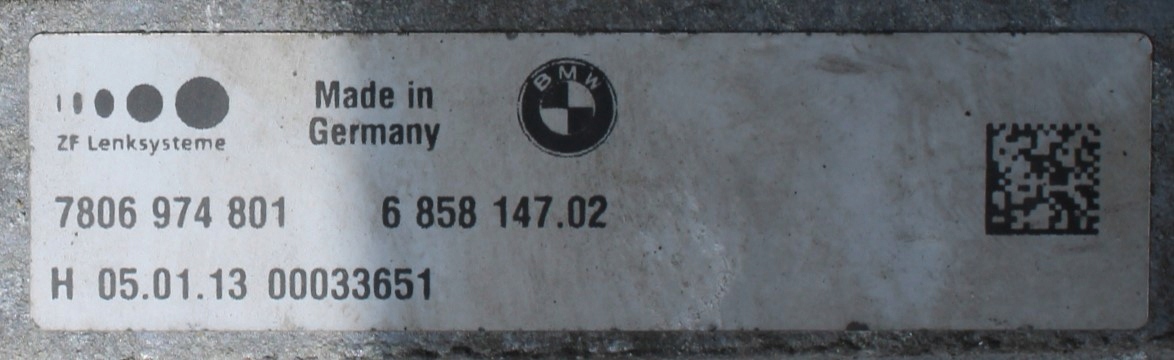 ZF Lenksysteme
Made in
Germany
BMW
7806 974 801 6 858 147.02
H 05.01.13 00033651